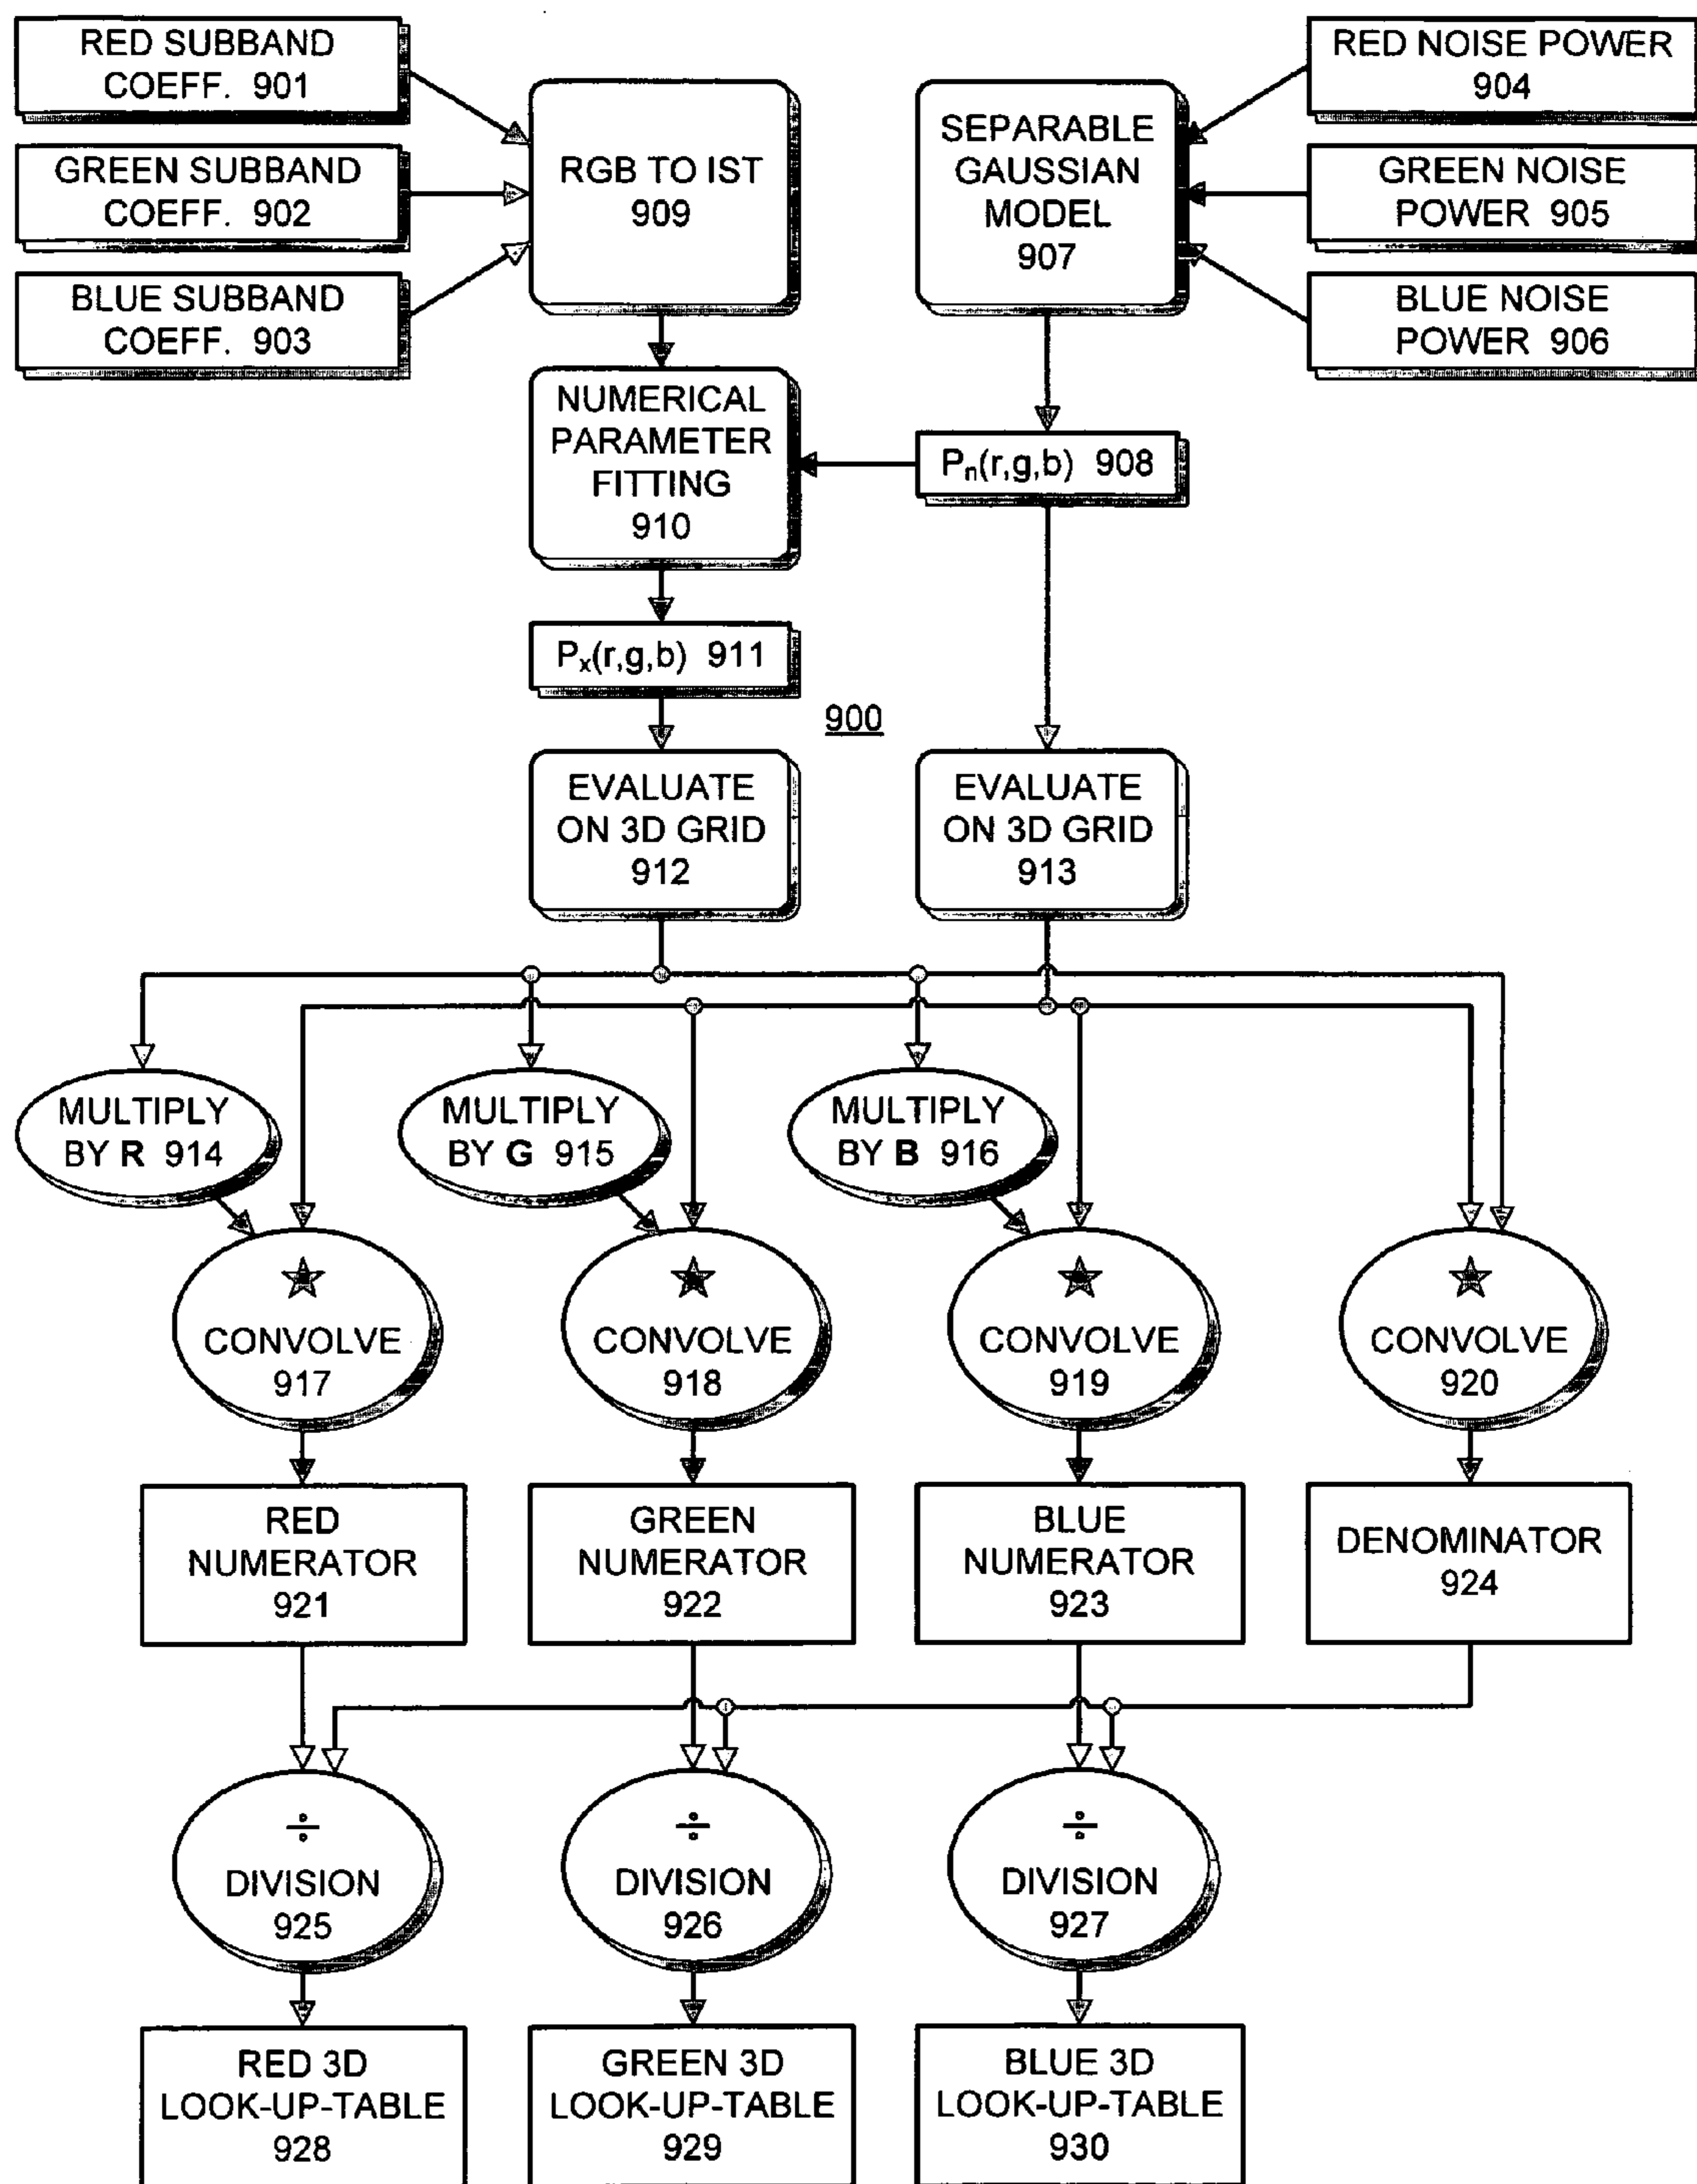 RED SUBBAND
COEFF. 901
GREEN SUBBAND
COEFF. 902
BLUE SUBBAND
COEFF. 903
RGB TO IST
909
SEPARABLE
GAUSSIAN
MODEL
907
RED NOISE POWER
904
GREEN NOISE
POWER 905
BLUE NOISE
POWER 906
NUMERICAL
PARAMETER
FITTING
910
Pn(r,g,b) 908
Px(r,g,b) 911
900
EVALUATE
ON 3D GRID
912
EVALUATE
ON 3D GRID
913
MULTIPLY
BY R 914
MULTIPLY
BY G 915
MULTIPLY
BY B 916
CONVOLVE
917
CONVOLVE
918
CONVOLVE
919
CONVOLVE
920
RED
NUMERATOR
921
GREEN
NUMERATOR
922
BLUE
NUMERATOR
923
DENOMINATOR
924
÷
DIVISION
925
÷
DIVISION
926
÷
DIVISION
927
RED 3D
LOOK-UP-TABLE
928
GREEN 3D
LOOK-UP-TABLE
929
BLUE 3D
LOOK-UP-TABLE
930